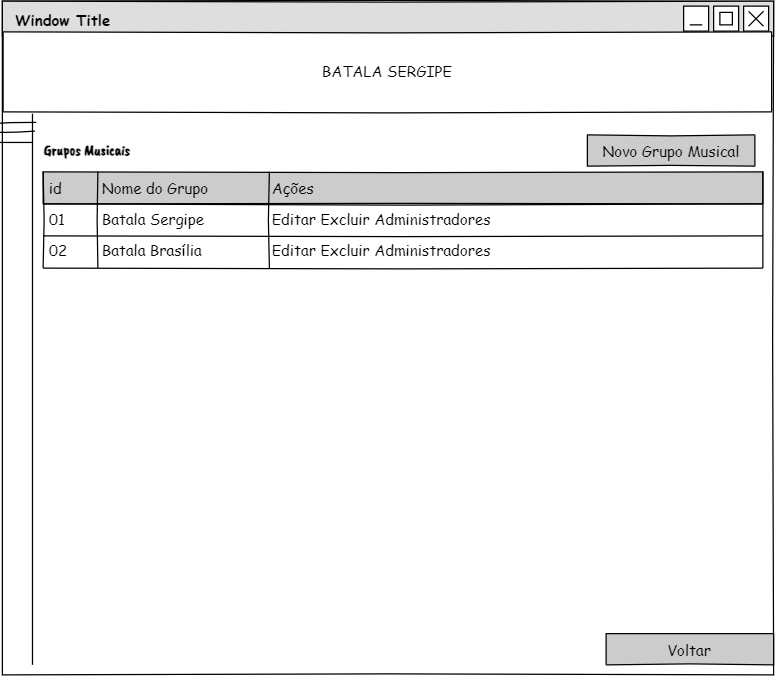 Window Title
BATALA SERGIPE
Grupos Musicais
Novo Grupo Musical
id Nome do Grupo Ações
01 Batala Sergipe Editar Excluir Administradores
02 Batala Brasília Editar Excluir Administradores
Voltar